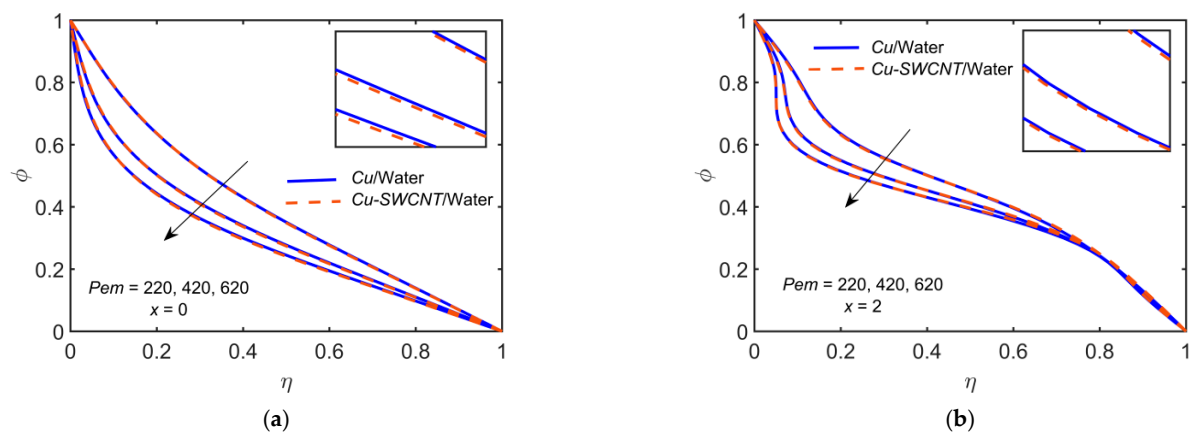 1
0.8
0.6
0.4
0.2
0
ϕ
Cu/Water
Cu-SWCNT/Water
Pem = 220, 420, 620
x = 0
0 0.2 0.4 0.6 0.8 1
η
(a)
1
0.8
0.6
0.4
0.2
0
ϕ
Cu/Water
Cu-SWCNT/Water
Pem = 220, 420, 620
x = 2
0 0.2 0.4 0.6 0.8 1
η
(b)